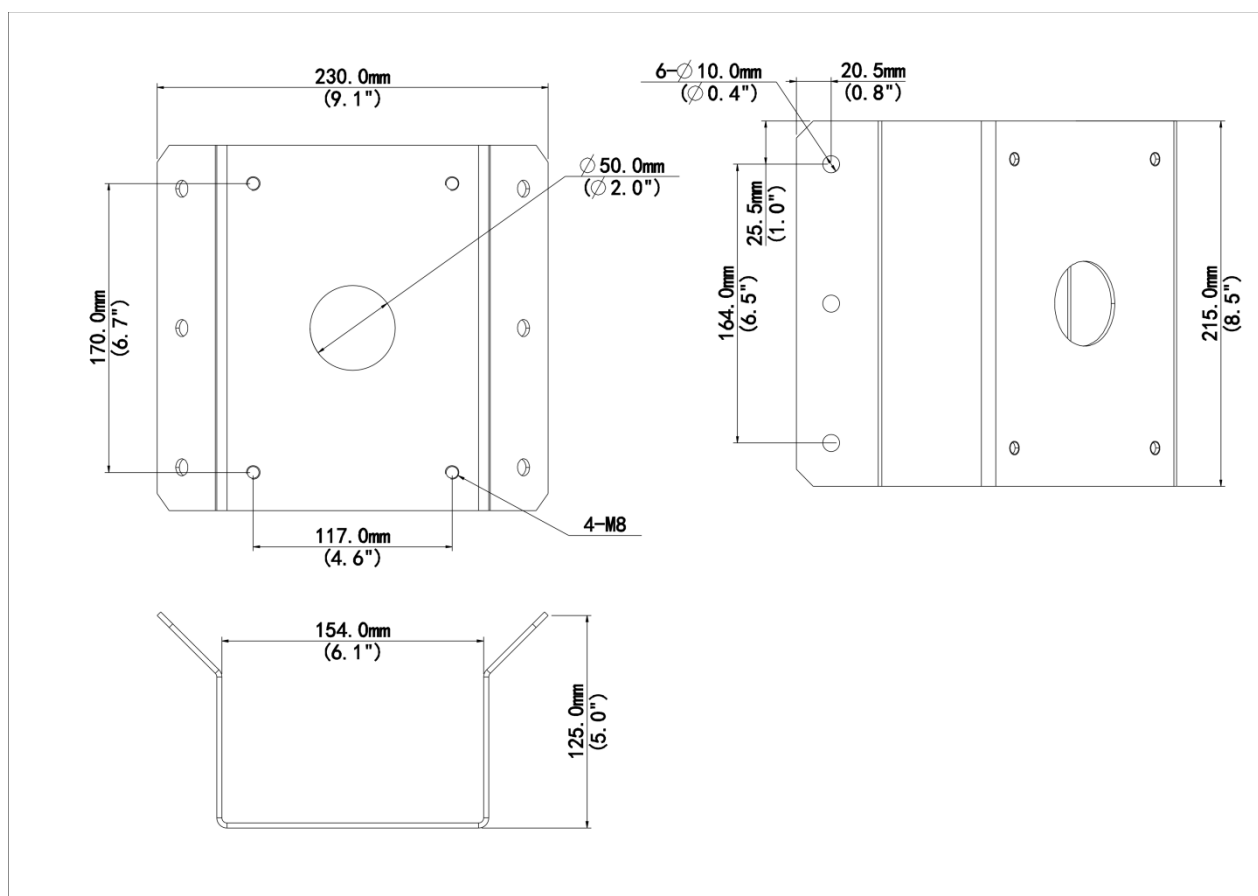 230.0mm
(9.1")
∅50.0mm
(∅2.0")
170.0mm
(6.7")
117.0mm
(4.6")
4-M8
6-∅10.0mm
(∅0.4")
20.5mm
(0.8")
25.5mm
(1.0")
164.0mm
(6.5")
215.0mm
(8.5")
154.0mm
(6.1")
125.0mm
(5.0")